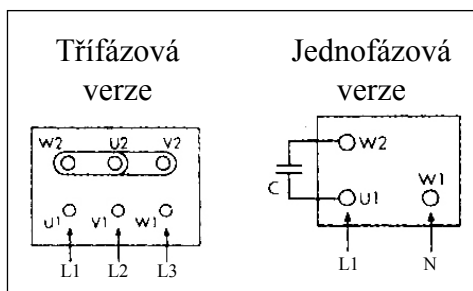 Třífázová
verze
W2 U2 V2
U1 V1 W1
L1 L2 L3
Jednofázová
verze
W2
C
U1 W1
L1 N